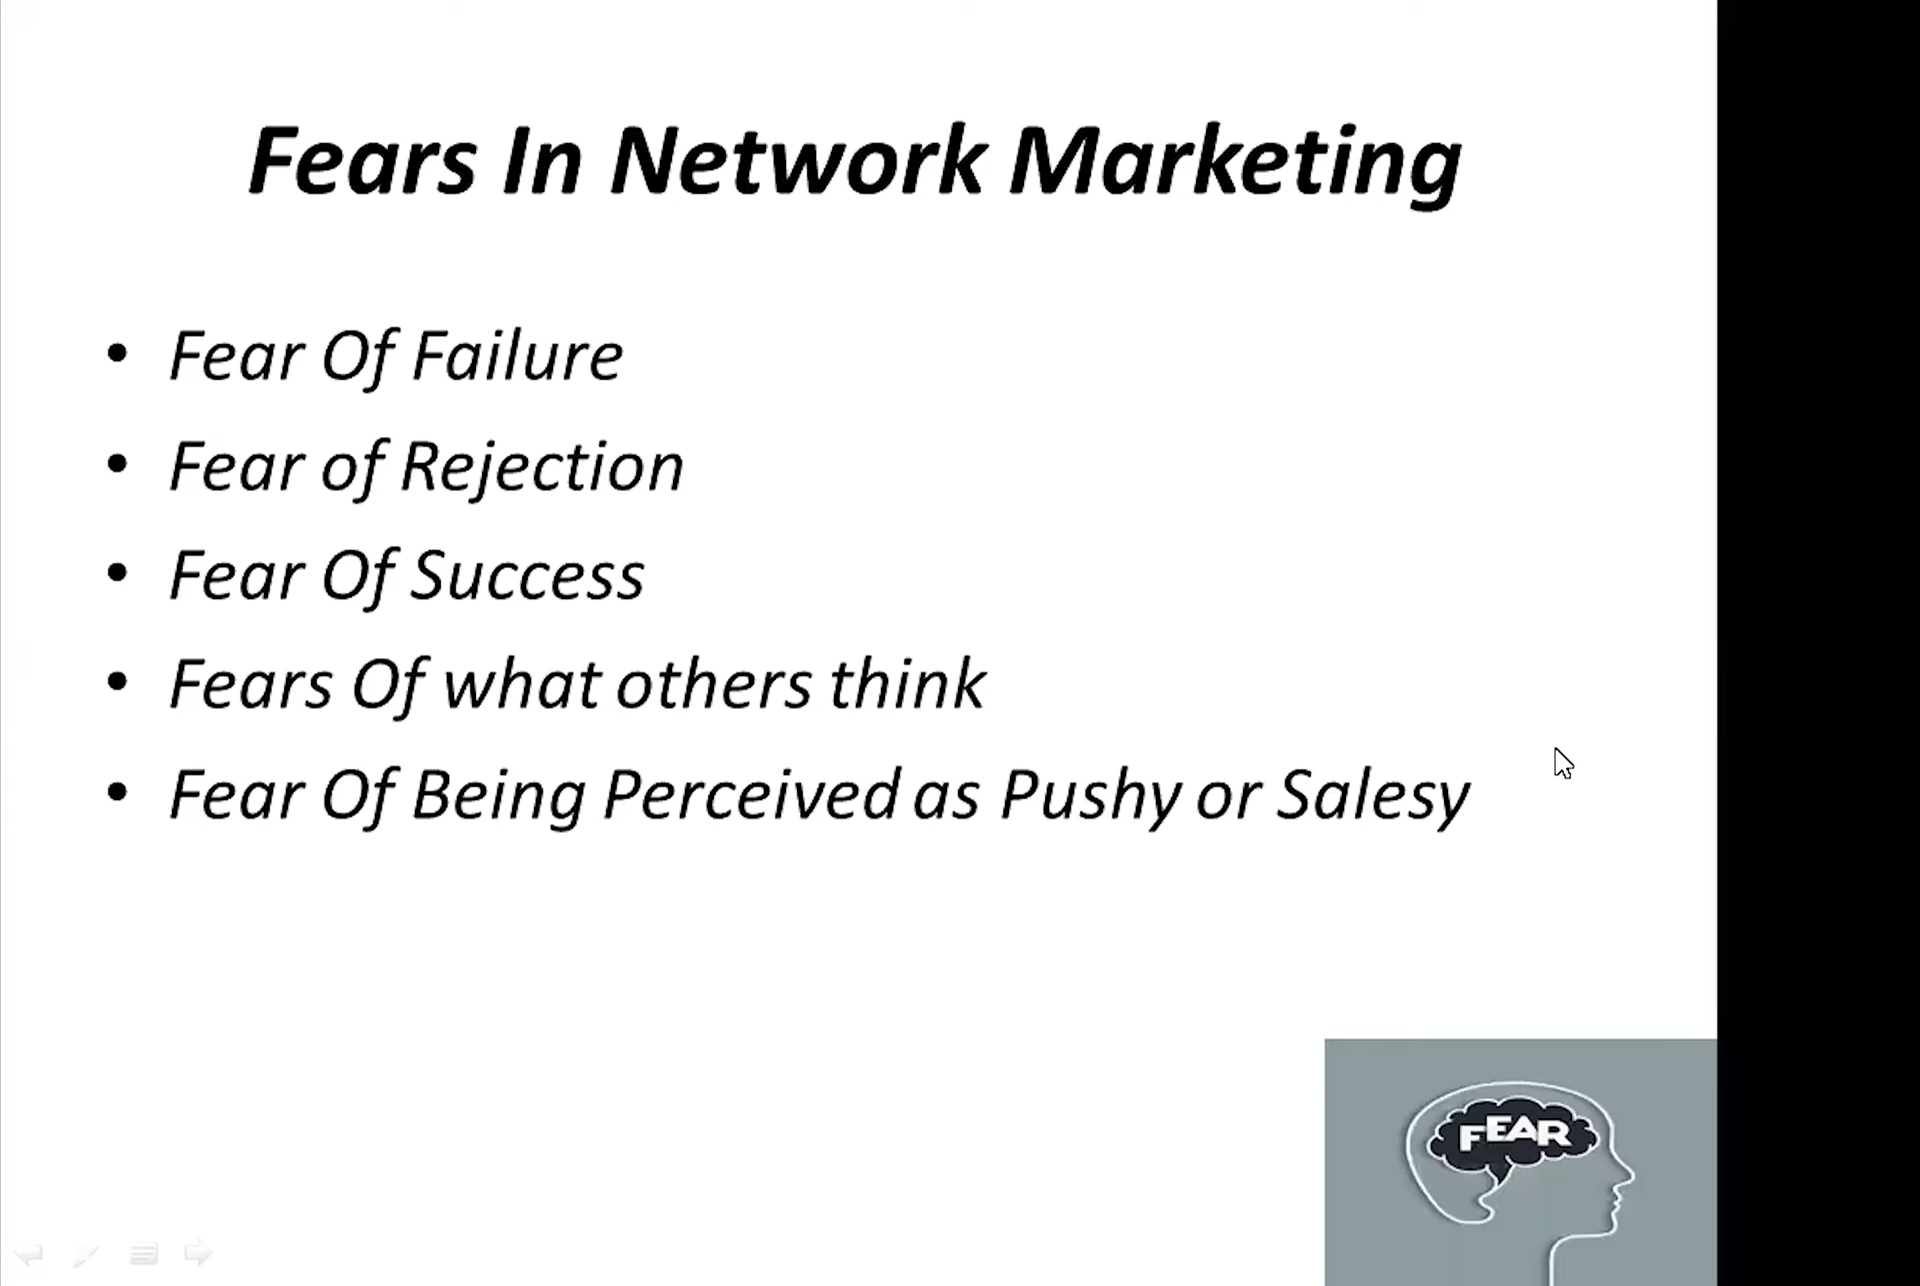 Fears In Network Marketing
• Fear Of Failure
• Fear of Rejection
• Fear Of Success
• Fears Of what others think
• Fear Of Being Perceived as Pushy or Salesy
FEAR